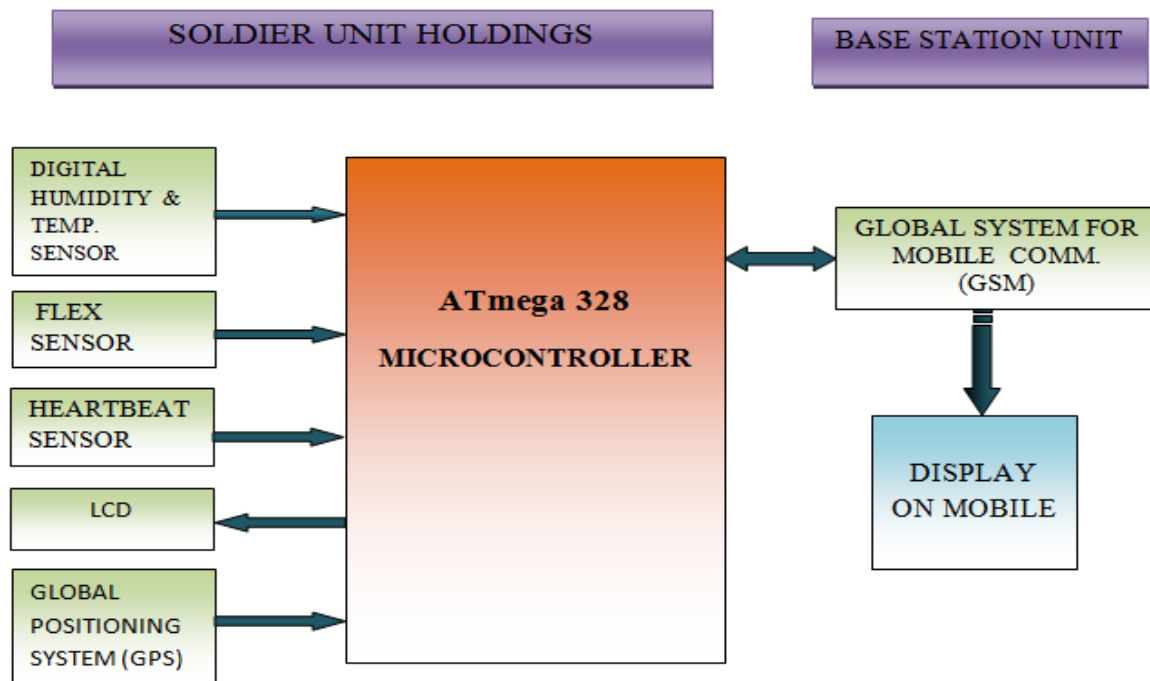 SOLDIER UNIT HOLDINGS
BASE STATION UNIT
DIGITAL
HUMIDITY & 
TEMP.
SENSOR
FLEX
SENSOR
HEARTBEAT
SENSOR
LCD
GLOBAL
POSITIONING
SYSTEM (GPS)
ATmega 328
MICROCONTROLLER
GLOBAL SYSTEM FOR
MOBILE COMM.
(GSM)
DISPLAY
ON MOBILE